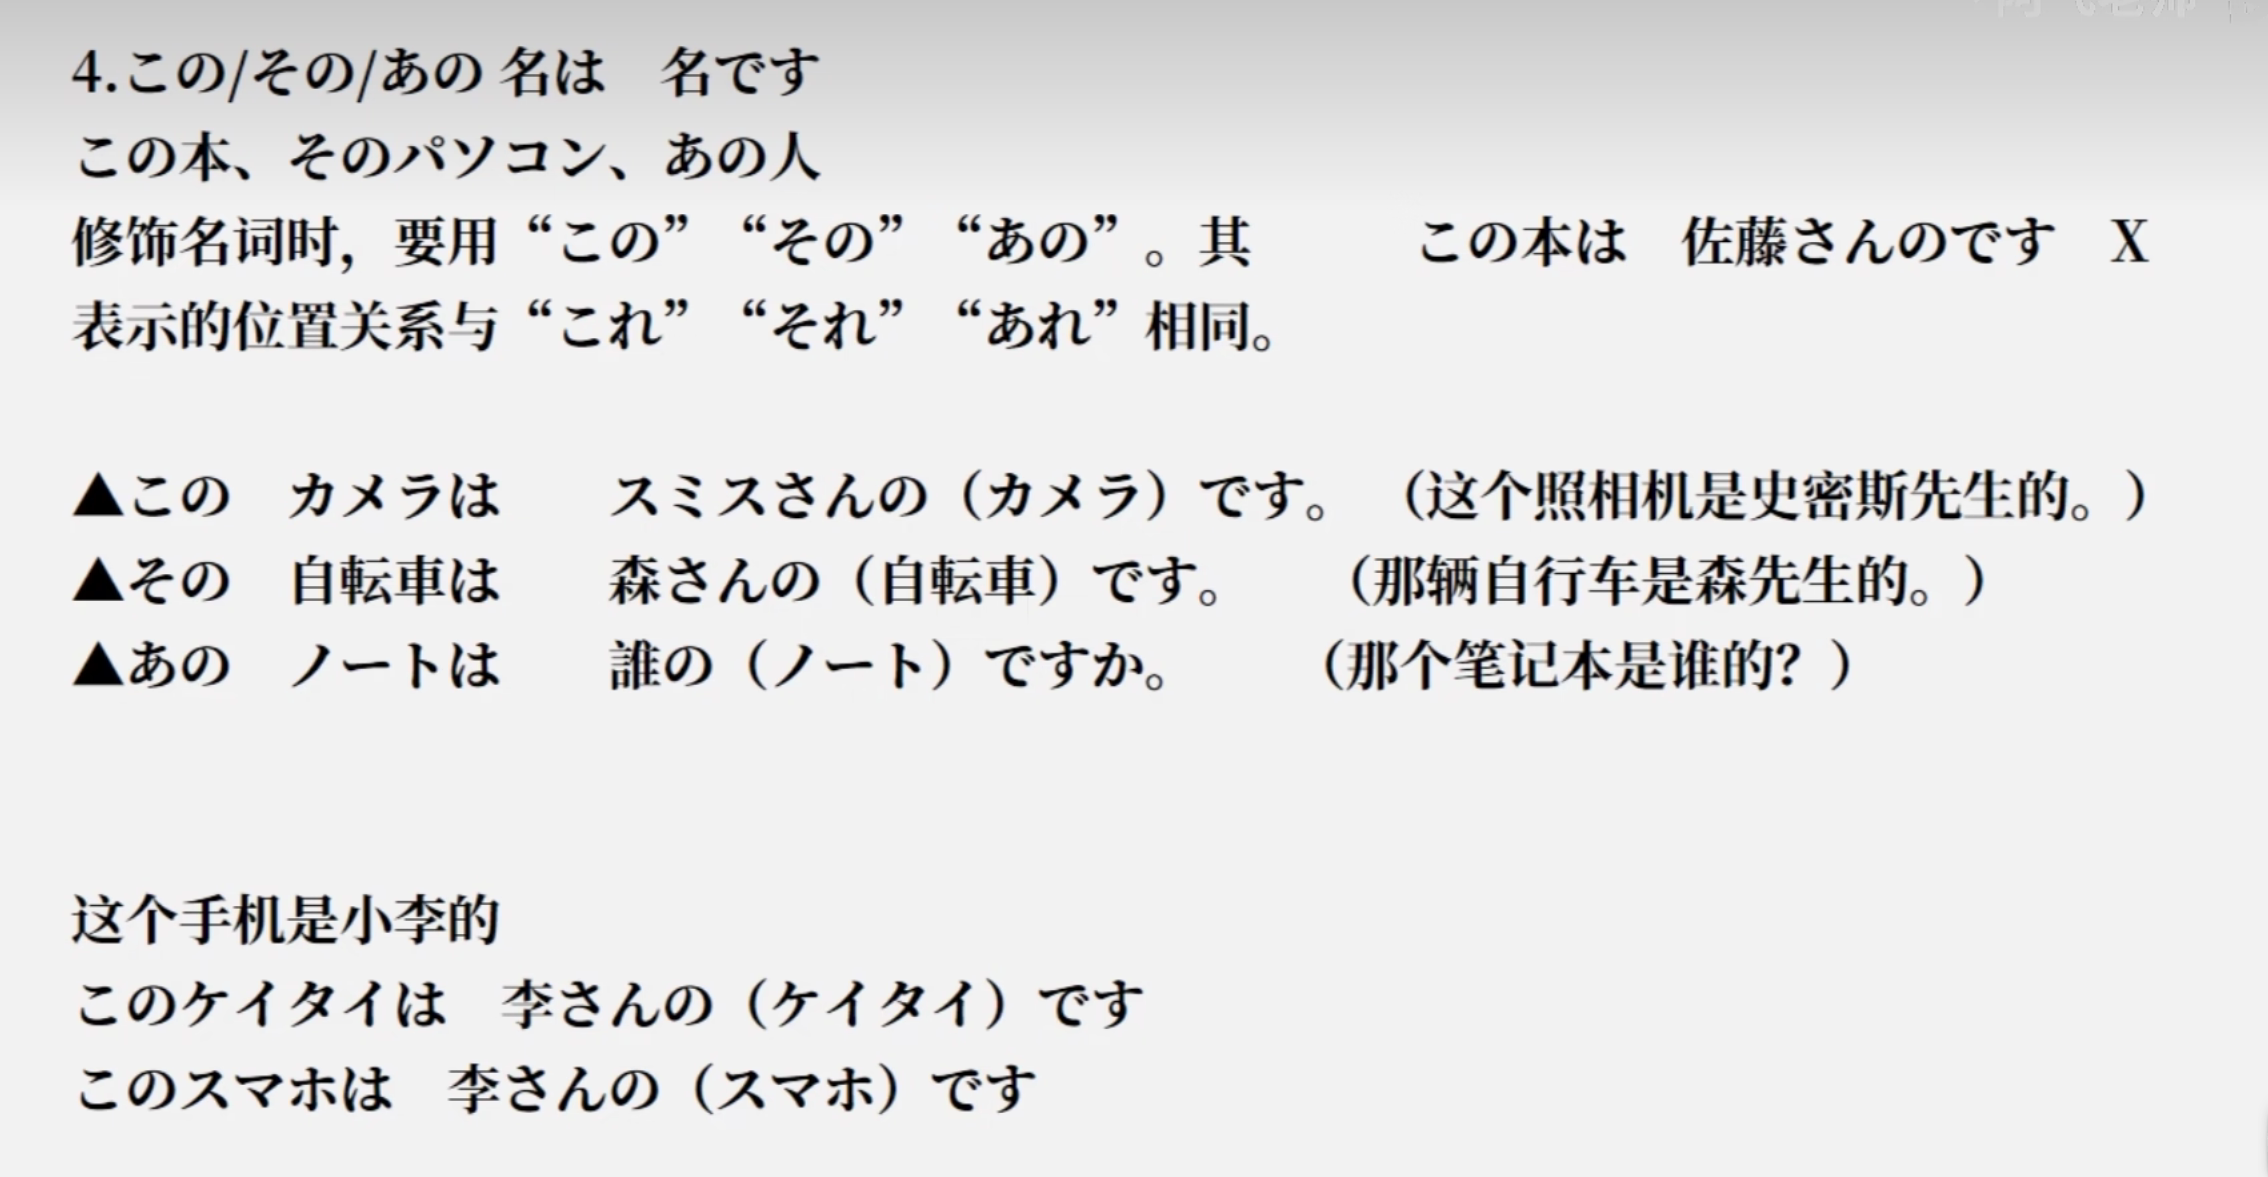 4.この/その/あの 名は　名です
この本、そのパソコン、あの人
修饰名词时，要用“この”“その”“あの”。其
表示的位置关系与“これ”“それ”“あれ”相同。
この本は　佐藤さんのです　X
▲この　カメラは　　スミスさんの（カメラ）です。　（这个照相机是史密斯先生的。）
▲その　自転車は　　森さんの（自転車）です。　　（那辆自行车是森先生的。）
▲あの　ノートは　　誰の（ノート）ですか。　　　（那个笔记本是谁的？）
这个手机是小李的
このケイタイは　李さんの（ケイタイ）です
このスマホは　李さんの（スマホ）です